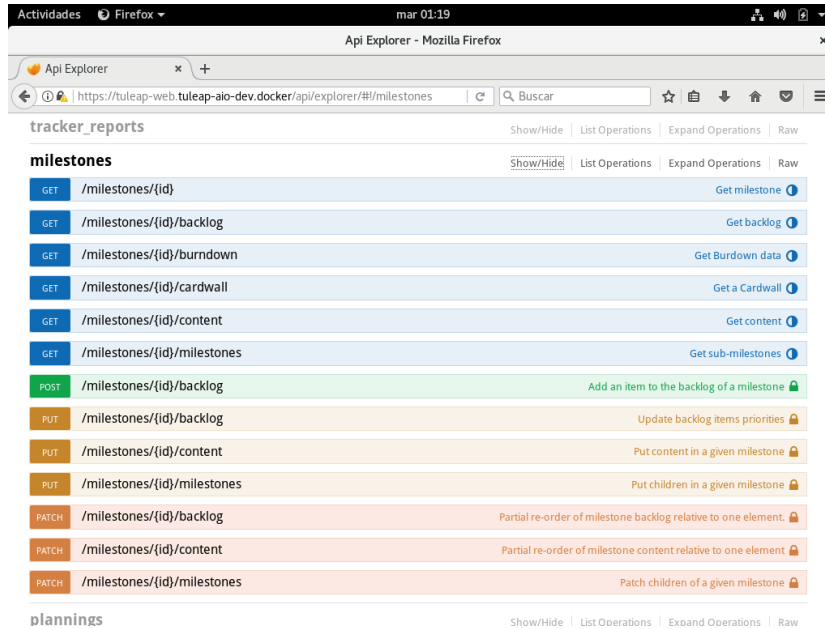 Actividades Firefox mar 01:19
Api Explorer - Mozilla Firefox
Api Explorer × +
https://tuleap-web.tuleap-aio-dev.docker/api/explorer/#!/milestones Buscar
tracker_reports Show/Hide List Operations Expand Operations Raw
milestones Show/Hide List Operations Expand Operations Raw
GET /milestones/{id} Get milestone
GET /milestones/{id}/backlog Get backlog
GET /milestones/{id}/burndown Get Burdown data
GET /milestones/{id}/cardwall Get a Cardwall
GET /milestones/{id}/content Get content
GET /milestones/{id}/milestones Get sub-milestones
POST /milestones/{id}/backlog Add an item to the backlog of a milestone
PUT /milestones/{id}/backlog Update backlog items priorities
PUT /milestones/{id}/content Put content in a given milestone
PUT /milestones/{id}/milestones Put children in a given milestone
PATCH /milestones/{id}/backlog Partial re-order of milestone backlog relative to one element.
PATCH /milestones/{id}/content Partial re-order of milestone content relative to one element
PATCH /milestones/{id}/milestones Patch children of a given milestone
plannings Show/Hide List Operations Expand Operations Raw